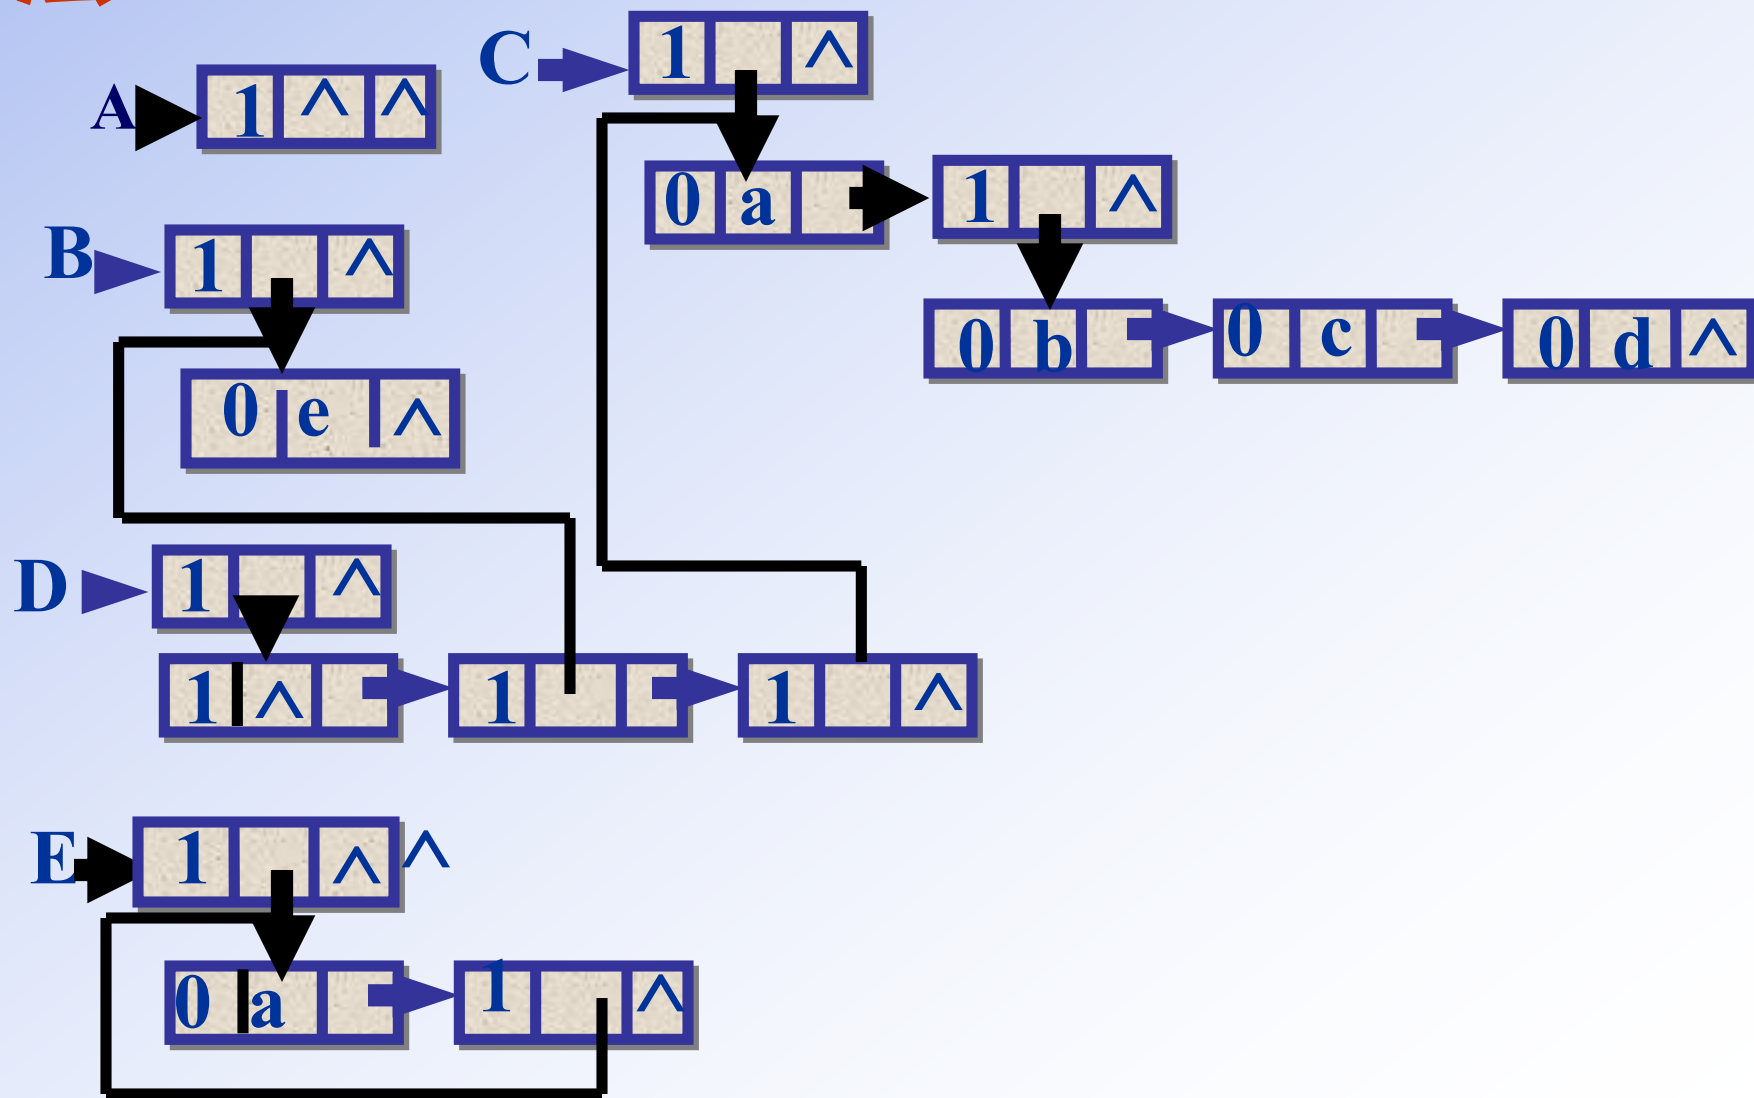 C 1 ^
A 1 ^ ^
0 a 1 ^
B 1 ^
0 b 0 c 0 d ^
0 e ^
D 1 ^
1 ^ 1 1 ^
E 1 ^ ^
0 a 1 ^